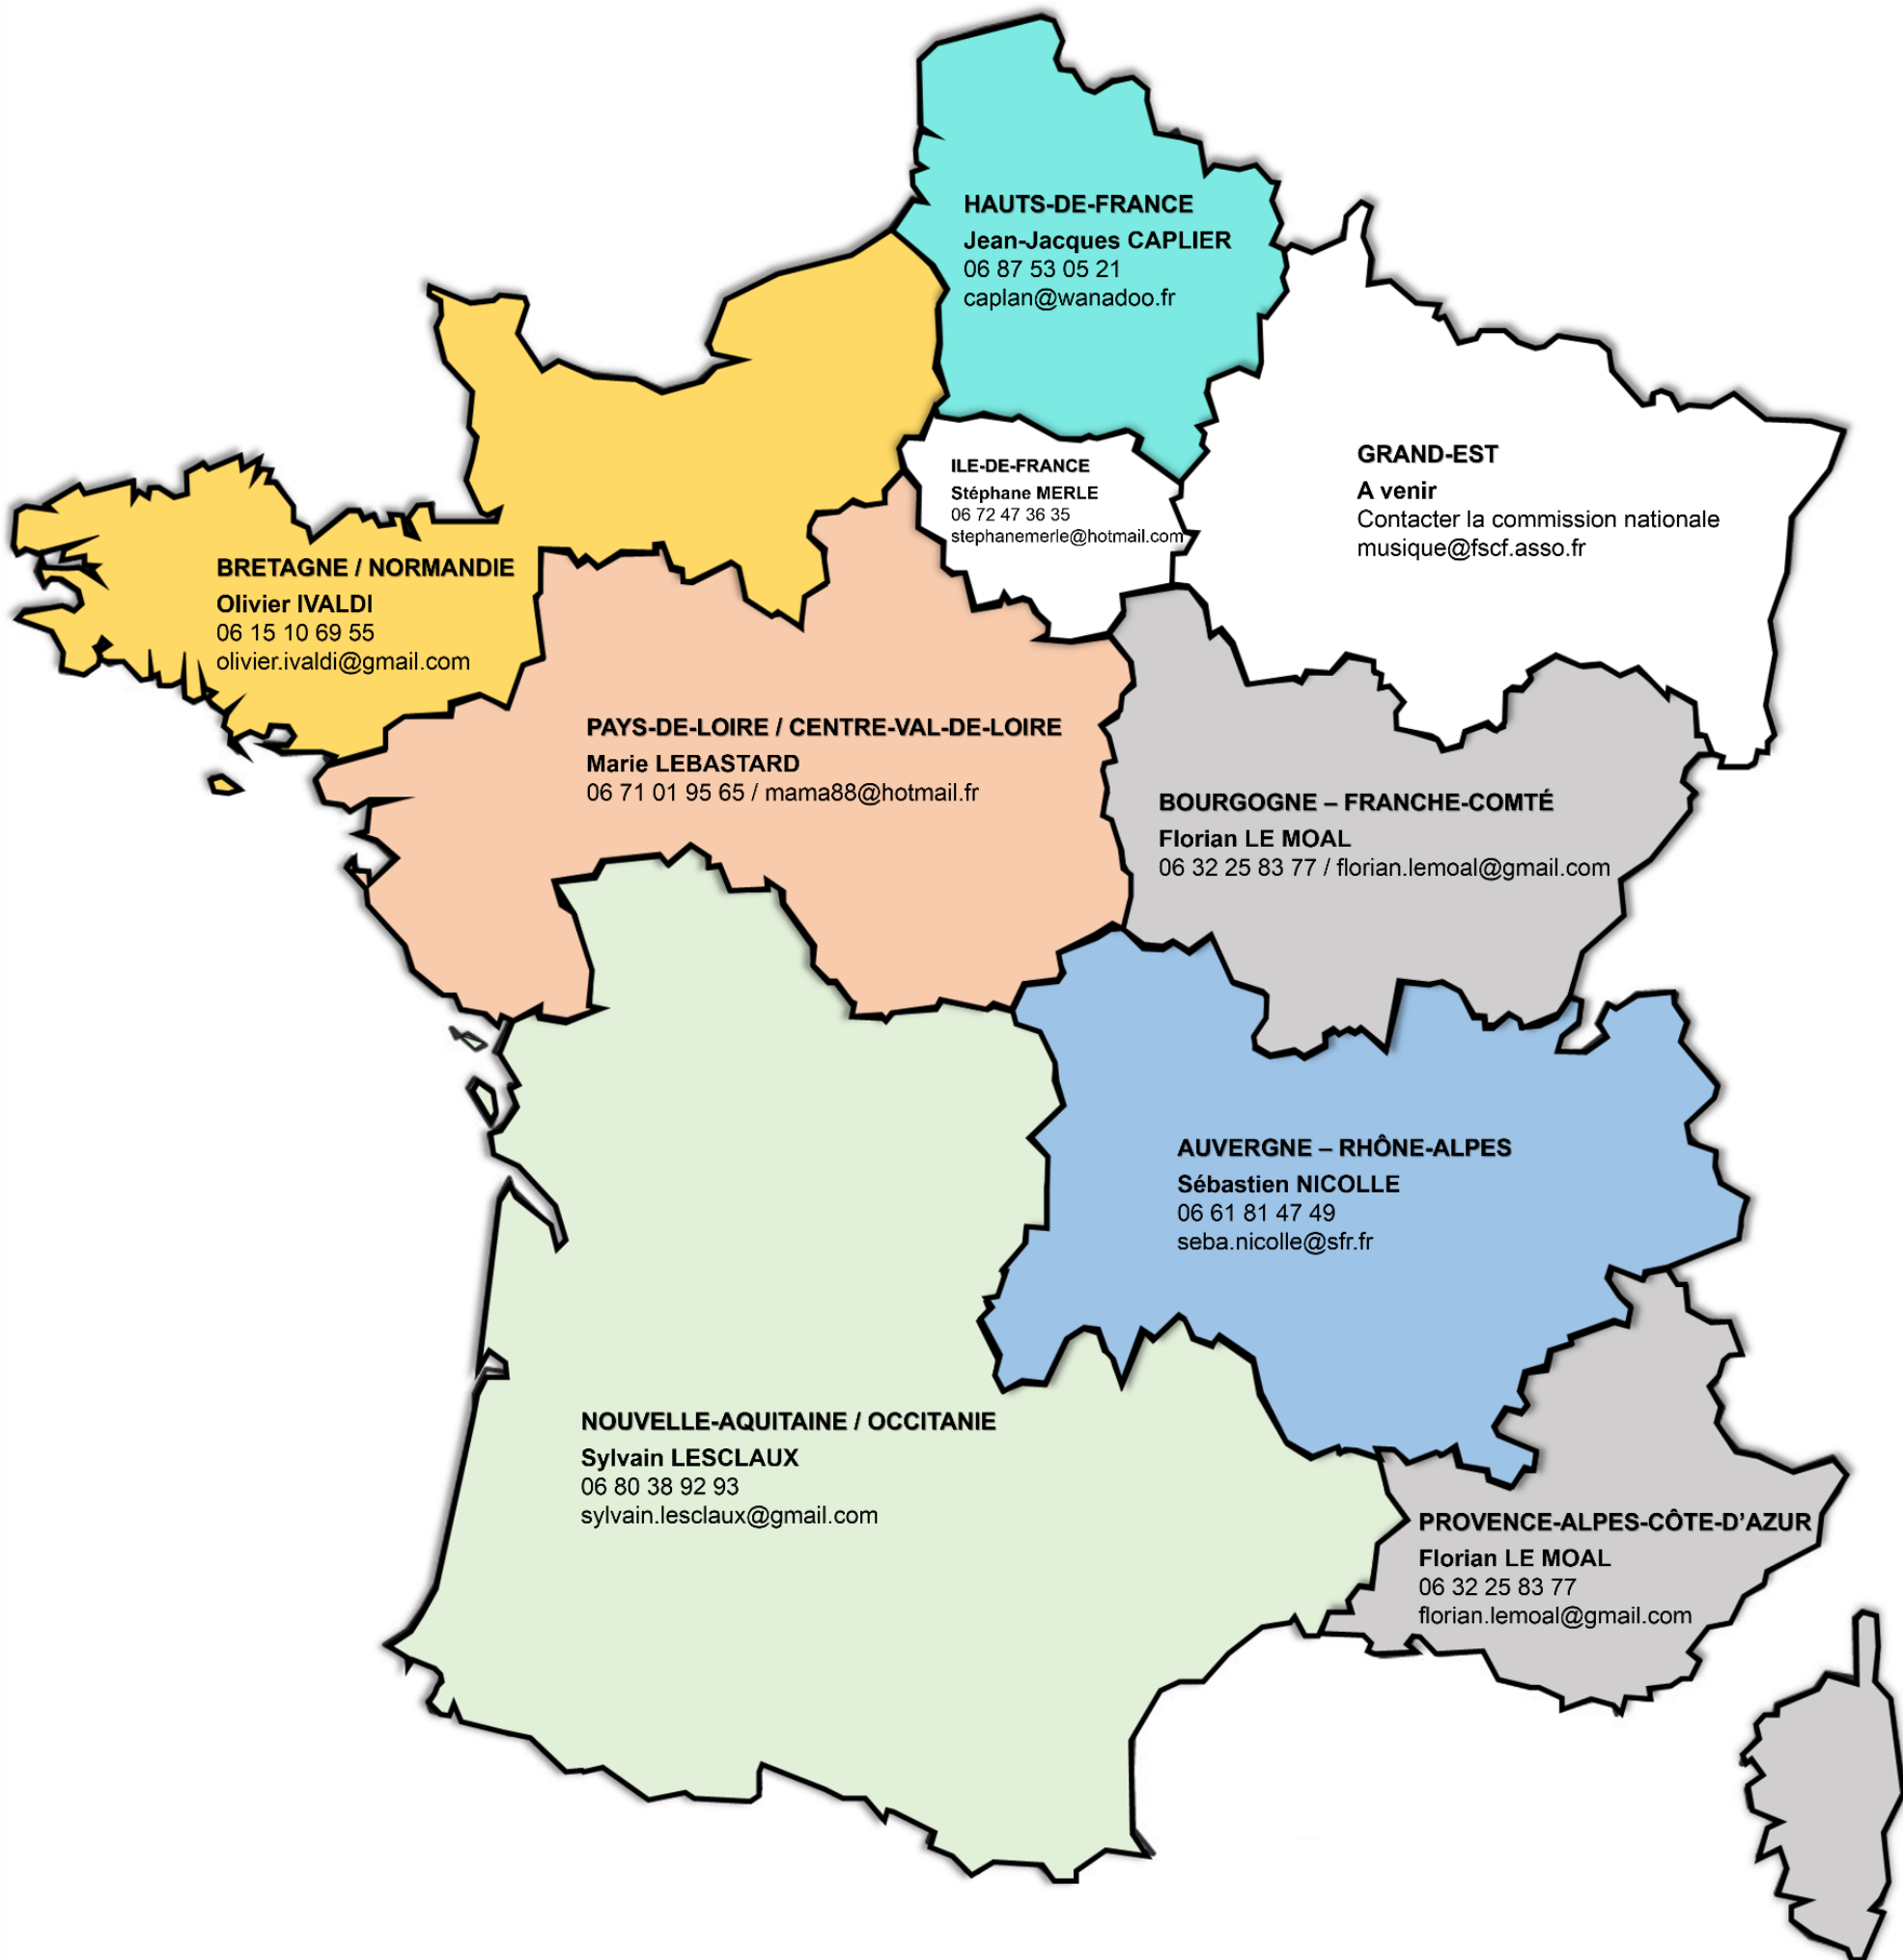 HAUTS-DE-FRANCE
Jean-Jacques CAPLIER
06 87 53 05 21
caplan@wanadoo.fr
ILE-DE-FRANCE
Stéphane MERLE
06 72 47 36 35
stephanemerle@hotmail.com
GRAND-EST
A venir
Contacter la commission nationale
musique@fscf.asso.fr
BRETAGNE / NORMANDIE
Olivier IVALDI
06 15 10 69 55
olivier.ivaldi@gmail.com
PAYS-DE-LOIRE / CENTRE-VAL-DE-LOIRE
Marie LEBASTARD
06 71 01 95 65 / mama88@hotmail.fr
BOURGOGNE – FRANCHE-COMTÉ
Florian LE MOAL
06 32 25 83 77 / florian.lemoal@gmail.com
AUVERGNE – RHÔNE-ALPES
Sébastien NICOLLE
06 61 81 47 49
seba.nicolle@sfr.fr
NOUVELLE-AQUITAINE / OCCITANIE
Sylvain LESCLAUX
06 80 38 92 93
sylvain.lesclaux@gmail.com
PROVENCE-ALPES-CÔTE-D’AZUR
Florian LE MOAL
06 32 25 83 77
florian.lemoal@gmail.com